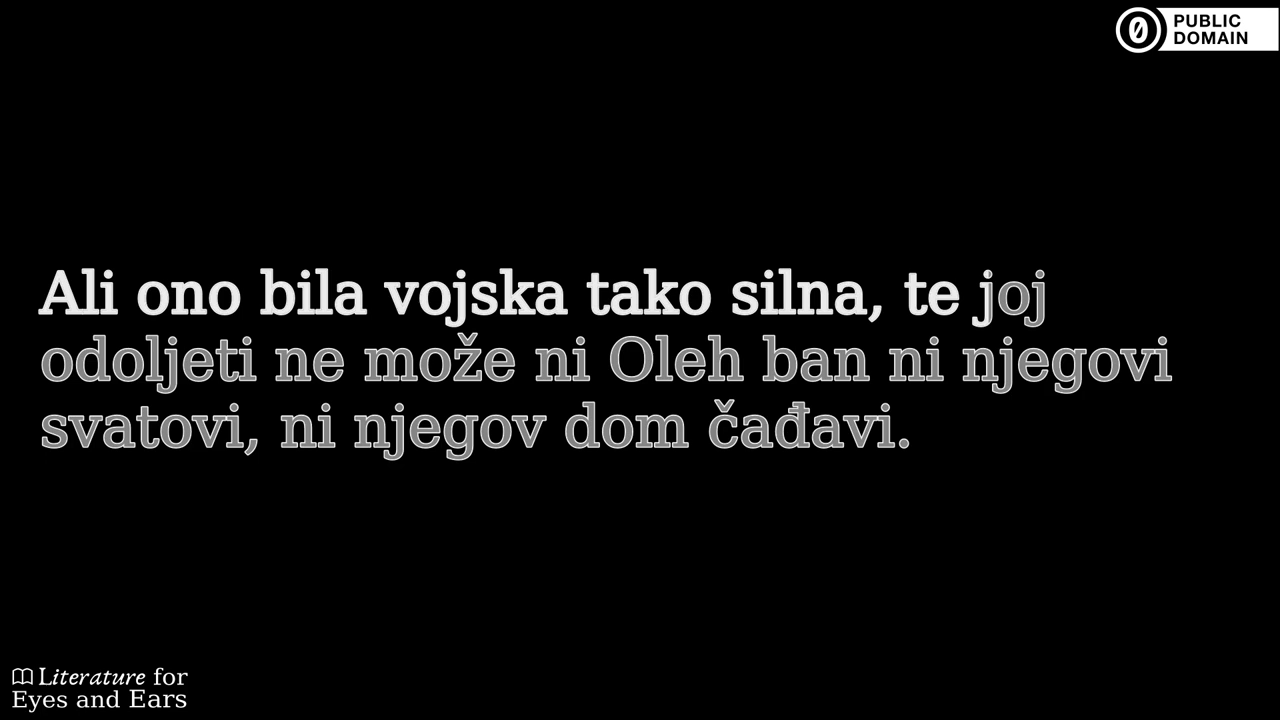 PUBLIC
DOMAIN
Ali ono bila vojska tako silna, te joj
odoljeti ne može ni Oleh ban ni njegovi
svatovi, ni njegov dom čađavi.
Literature for
Eyes and Ears